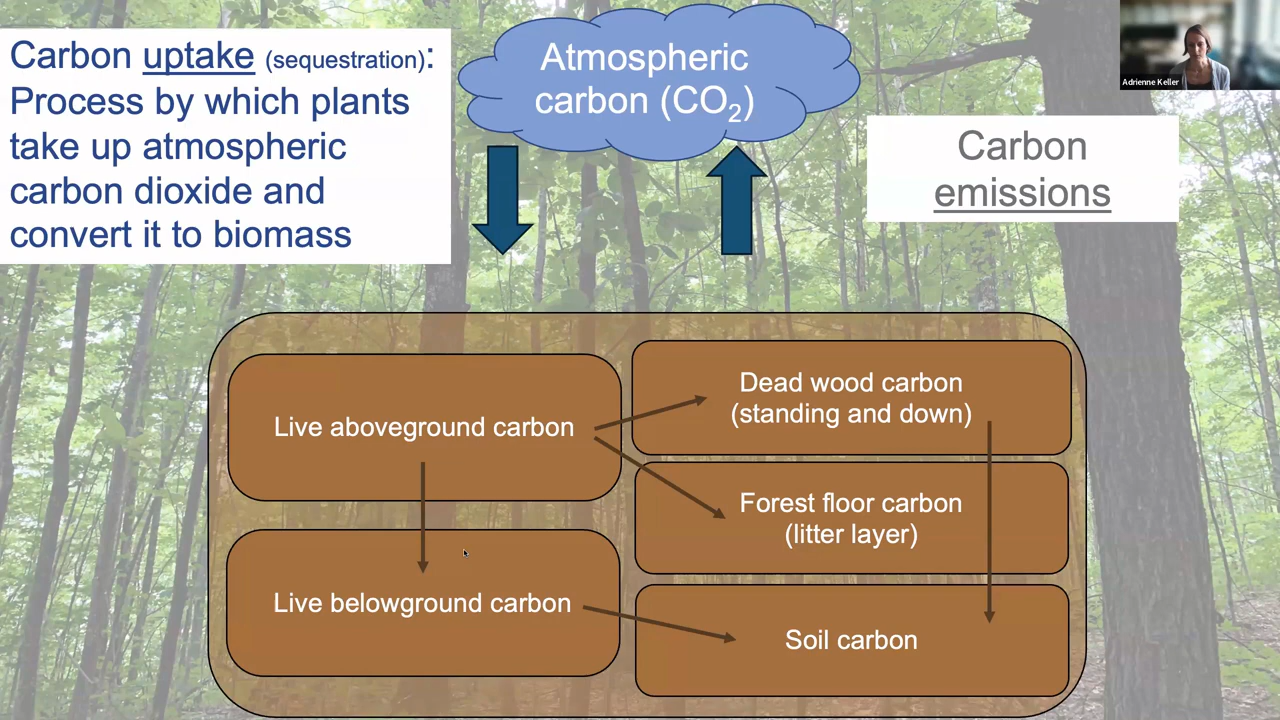 Carbon uptake (sequestration):
Process by which plants
take up atmospheric
carbon dioxide and
convert it to biomass
Atmospheric
carbon (CO₂)
Adrienne Keller
Carbon
emissions
Live aboveground carbon
Dead wood carbon
(standing and down)
Forest floor carbon
(litter layer)
Live belowground carbon
Soil carbon